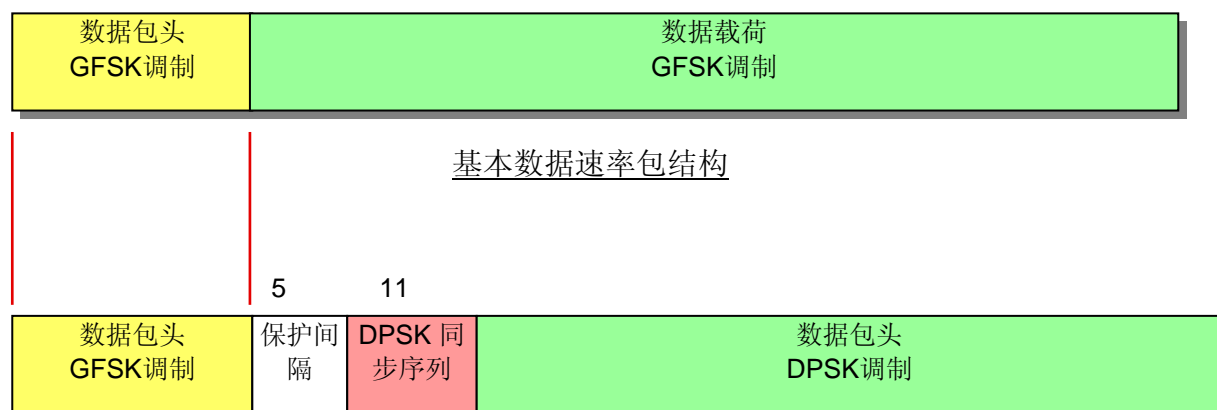 数据包头
GFSK调制
数据载荷
GFSK调制
基本数据速率包结构
5
11
数据包头
GFSK调制
保护间
隔
DPSK 同
步序列
数据包头
DPSK调制